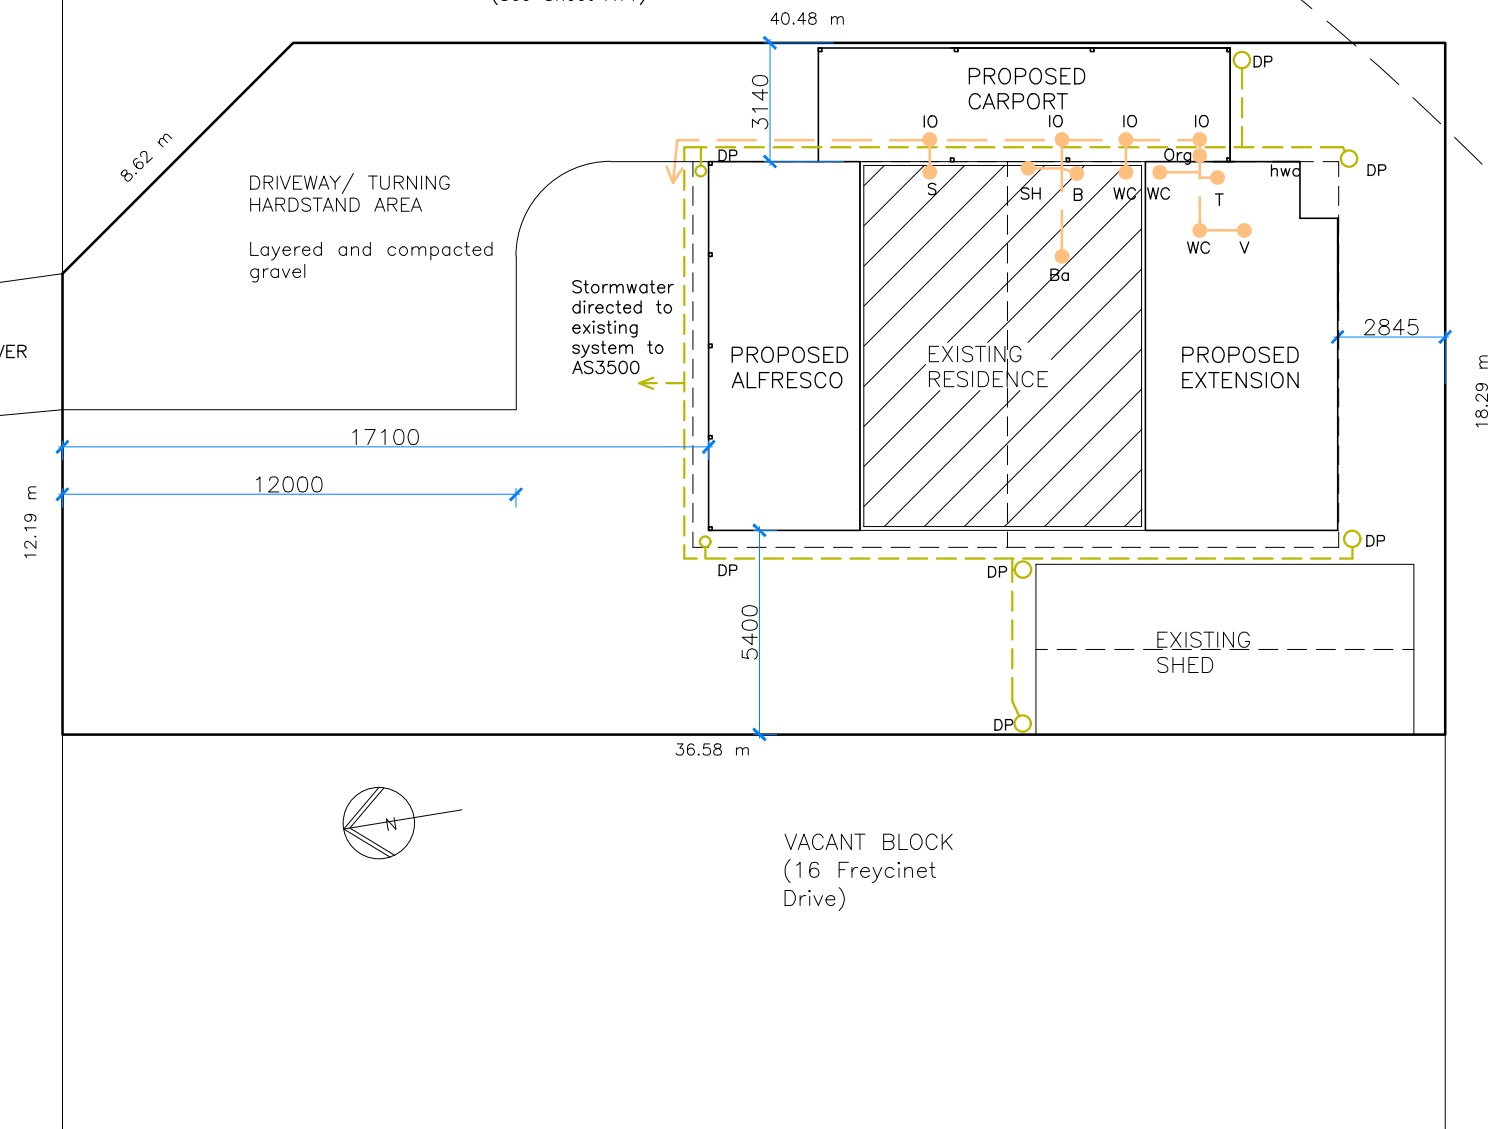 40.48 m
PROPOSED
CARPORT
DP
3140
8.62 m
IO
IO
IO
IO
DP
Org
DP
hwc
DRIVEWAY/ TURNING
HARDSTAND AREA
S
SH
B
WC
WC
T
Layered and compacted
gravel
WC
V
Ba
Stormwater
directed to
existing
system to
AS3500
2845
PROPOSED
ALFRESCO
EXISTING
RESIDENCE
PROPOSED
EXTENSION
18.29 m
17100
12000
12.19 m
DP
DP
DP
5400
EXISTING
SHED
DP
36.58 m
N
VACANT BLOCK
(16 Freycinet
Drive)